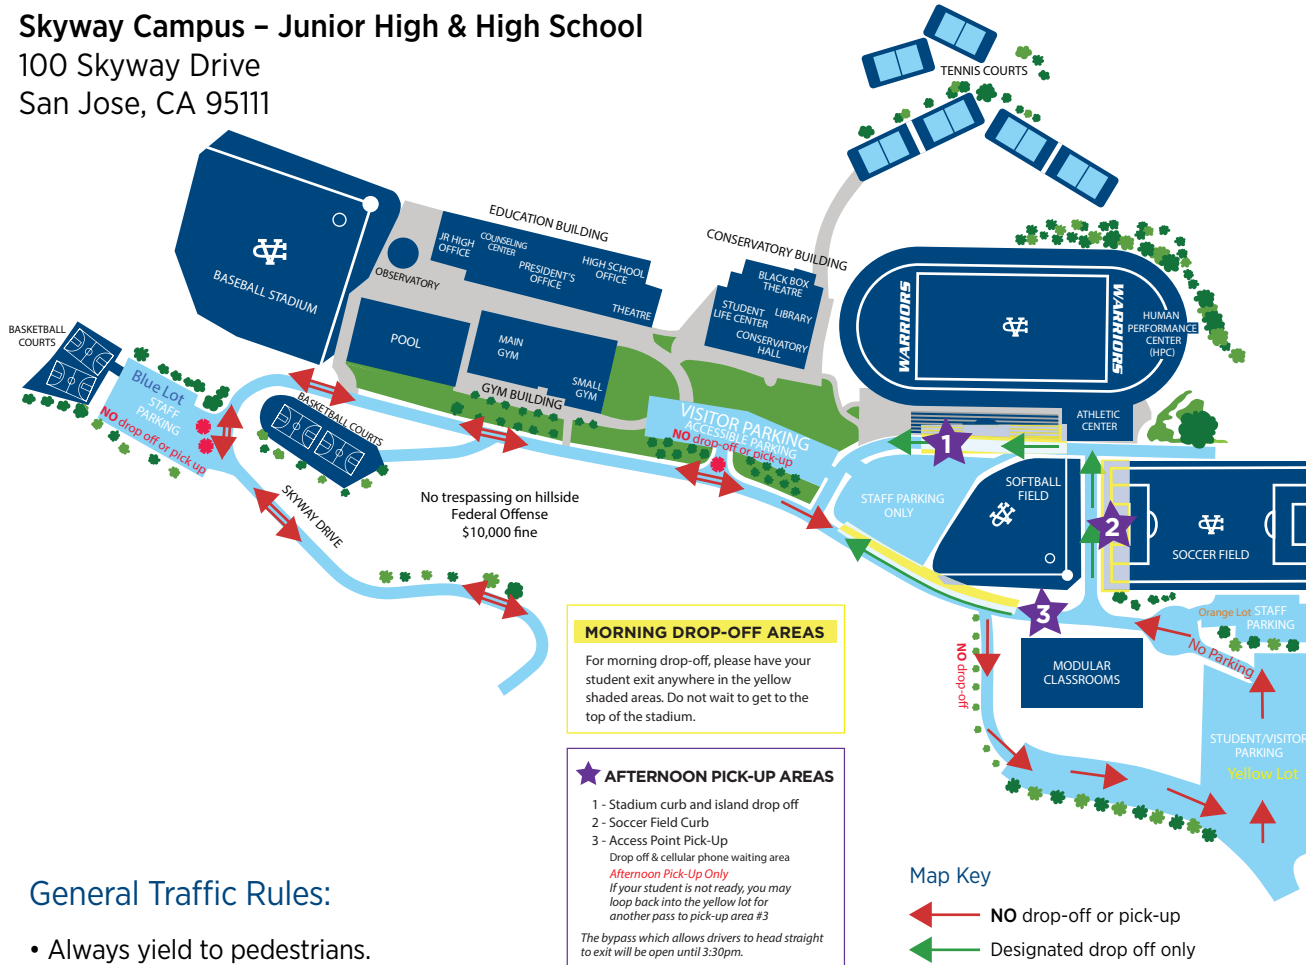 Skyway Campus – Junior High & High School
100 Skyway Drive
San Jose, CA 95111
TENNIS COURTS
EDUCATION BUILDING
JR HIGH
OFFICE
COUNSELING
CENTER
PRESIDENT'S
OFFICE
HIGH SCHOOL
OFFICE
THEATRE
OBSERVATORY
CONSERVATORY BUILDING
BLACK BOX
THEATRE
STUDENT
LIFE CENTER
LIBRARY
CONSERVATORY
HALL
VC
BASEBALL STADIUM
WARRIORS
VC
WARRIORS
HUMAN
PERFORMANCE
CENTER
(HPC)
BASKETBALL
COURTS
POOL
MAIN
GYM
SMALL
GYM
GYM BUILDING
Blue Lot
STAFF
PARKING
NO drop off or pick up
BASKETBALL COURTS
VISITOR PARKING
ACCESSIBLE PARKING
NO drop-off or pick-up
ATHLETIC
CENTER
1
SOFTBALL
FIELD
VC
STAFF PARKING
ONLY
2
VC
SOCCER FIELD
SKYWAY DRIVE
No trespassing on hillside
Federal Offense
$10,000 fine
3
Orange Lot STAFF
PARKING
No Parking
NO drop-off
MODULAR
CLASSROOMS
STUDENT/VISITOR
PARKING
Yellow Lot
MORNING DROP-OFF AREAS
For morning drop-off, please have your
student exit anywhere in the yellow
shaded areas. Do not wait to get to the
top of the stadium.
AFTERNOON PICK-UP AREAS
1 - Stadium curb and island drop off
2 - Soccer Field Curb
3 - Access Point Pick-Up
Drop off & cellular phone waiting area
Afternoon Pick-Up Only
If your student is not ready, you may
loop back into the yellow lot for
another pass to pick-up area #3
The bypass which allows drivers to head straight
to exit will be open until 3:30pm.
General Traffic Rules:
• Always yield to pedestrians.
Map Key
NO drop-off or pick-up
Designated drop off only